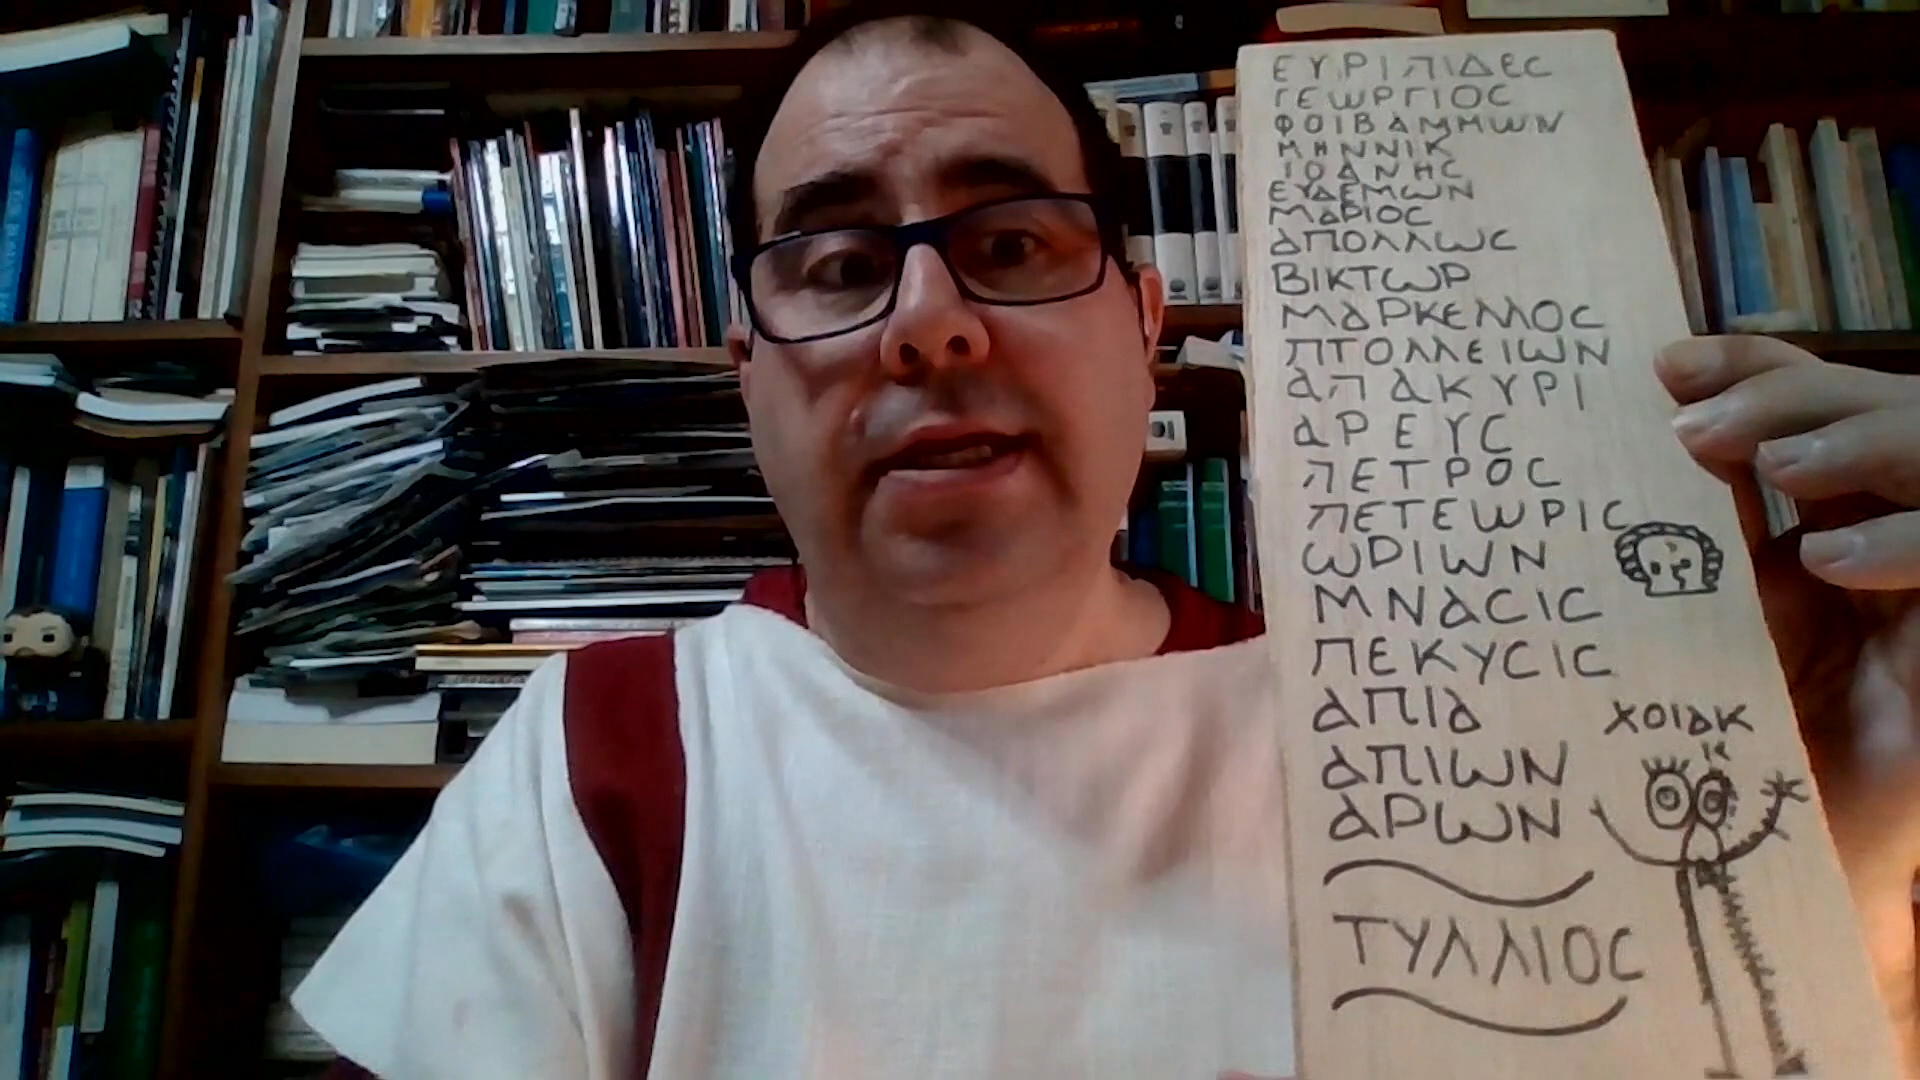 ΕΥΡΙΠΙΔΕϹ
ΓΕωΡΓΙΟϹ
ΦΟΙΒΑΜΜωΝ
ΜΗΝΝΙΚ
ΙΟΑΝΗϹ
ΕΥΔΕΜωΝ
ΜΑΡΙΟϹ
ΑΠΟΛΛωϹ
ΒΙΚΤωΡ
ΜΑΡΚΕΛΛΟϹ
ΠΤΟΛΛΕΙωΝ
ΑΠΑΚΥΡΙ
ΑΡΕΥϹ
ΠΕΤΡΟϹ
ΠΕΤΕωΡΙϹ
ωΡΙωΝ
ΜΝΑϹΙϹ
ΠΕΚΥϹΙϹ
ΑΠΙΑ
ΧΟΙΑΚ
ΑΠΙωΝ
ΑΡωΝ
ΤΥΛΛΙΟϹ